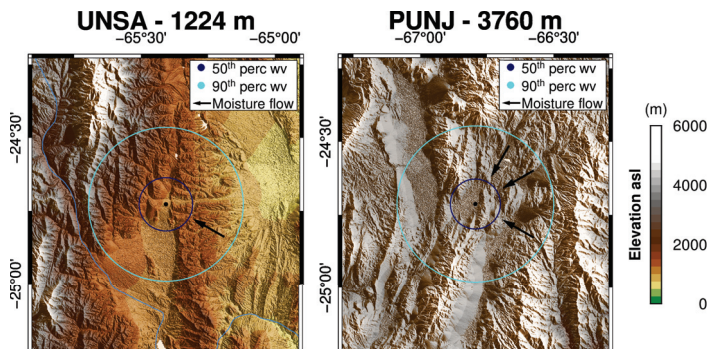 UNSA - 1224 m
−65°30' −65°00'
−24°30'
−25°00'
50th perc wv
90th perc wv
Moisture flow
PUNJ - 3760 m
−67°00' −66°30'
−24°30'
−25°00'
50th perc wv
90th perc wv
Moisture flow
(m)
6000
4000
2000
0
Elevation asl